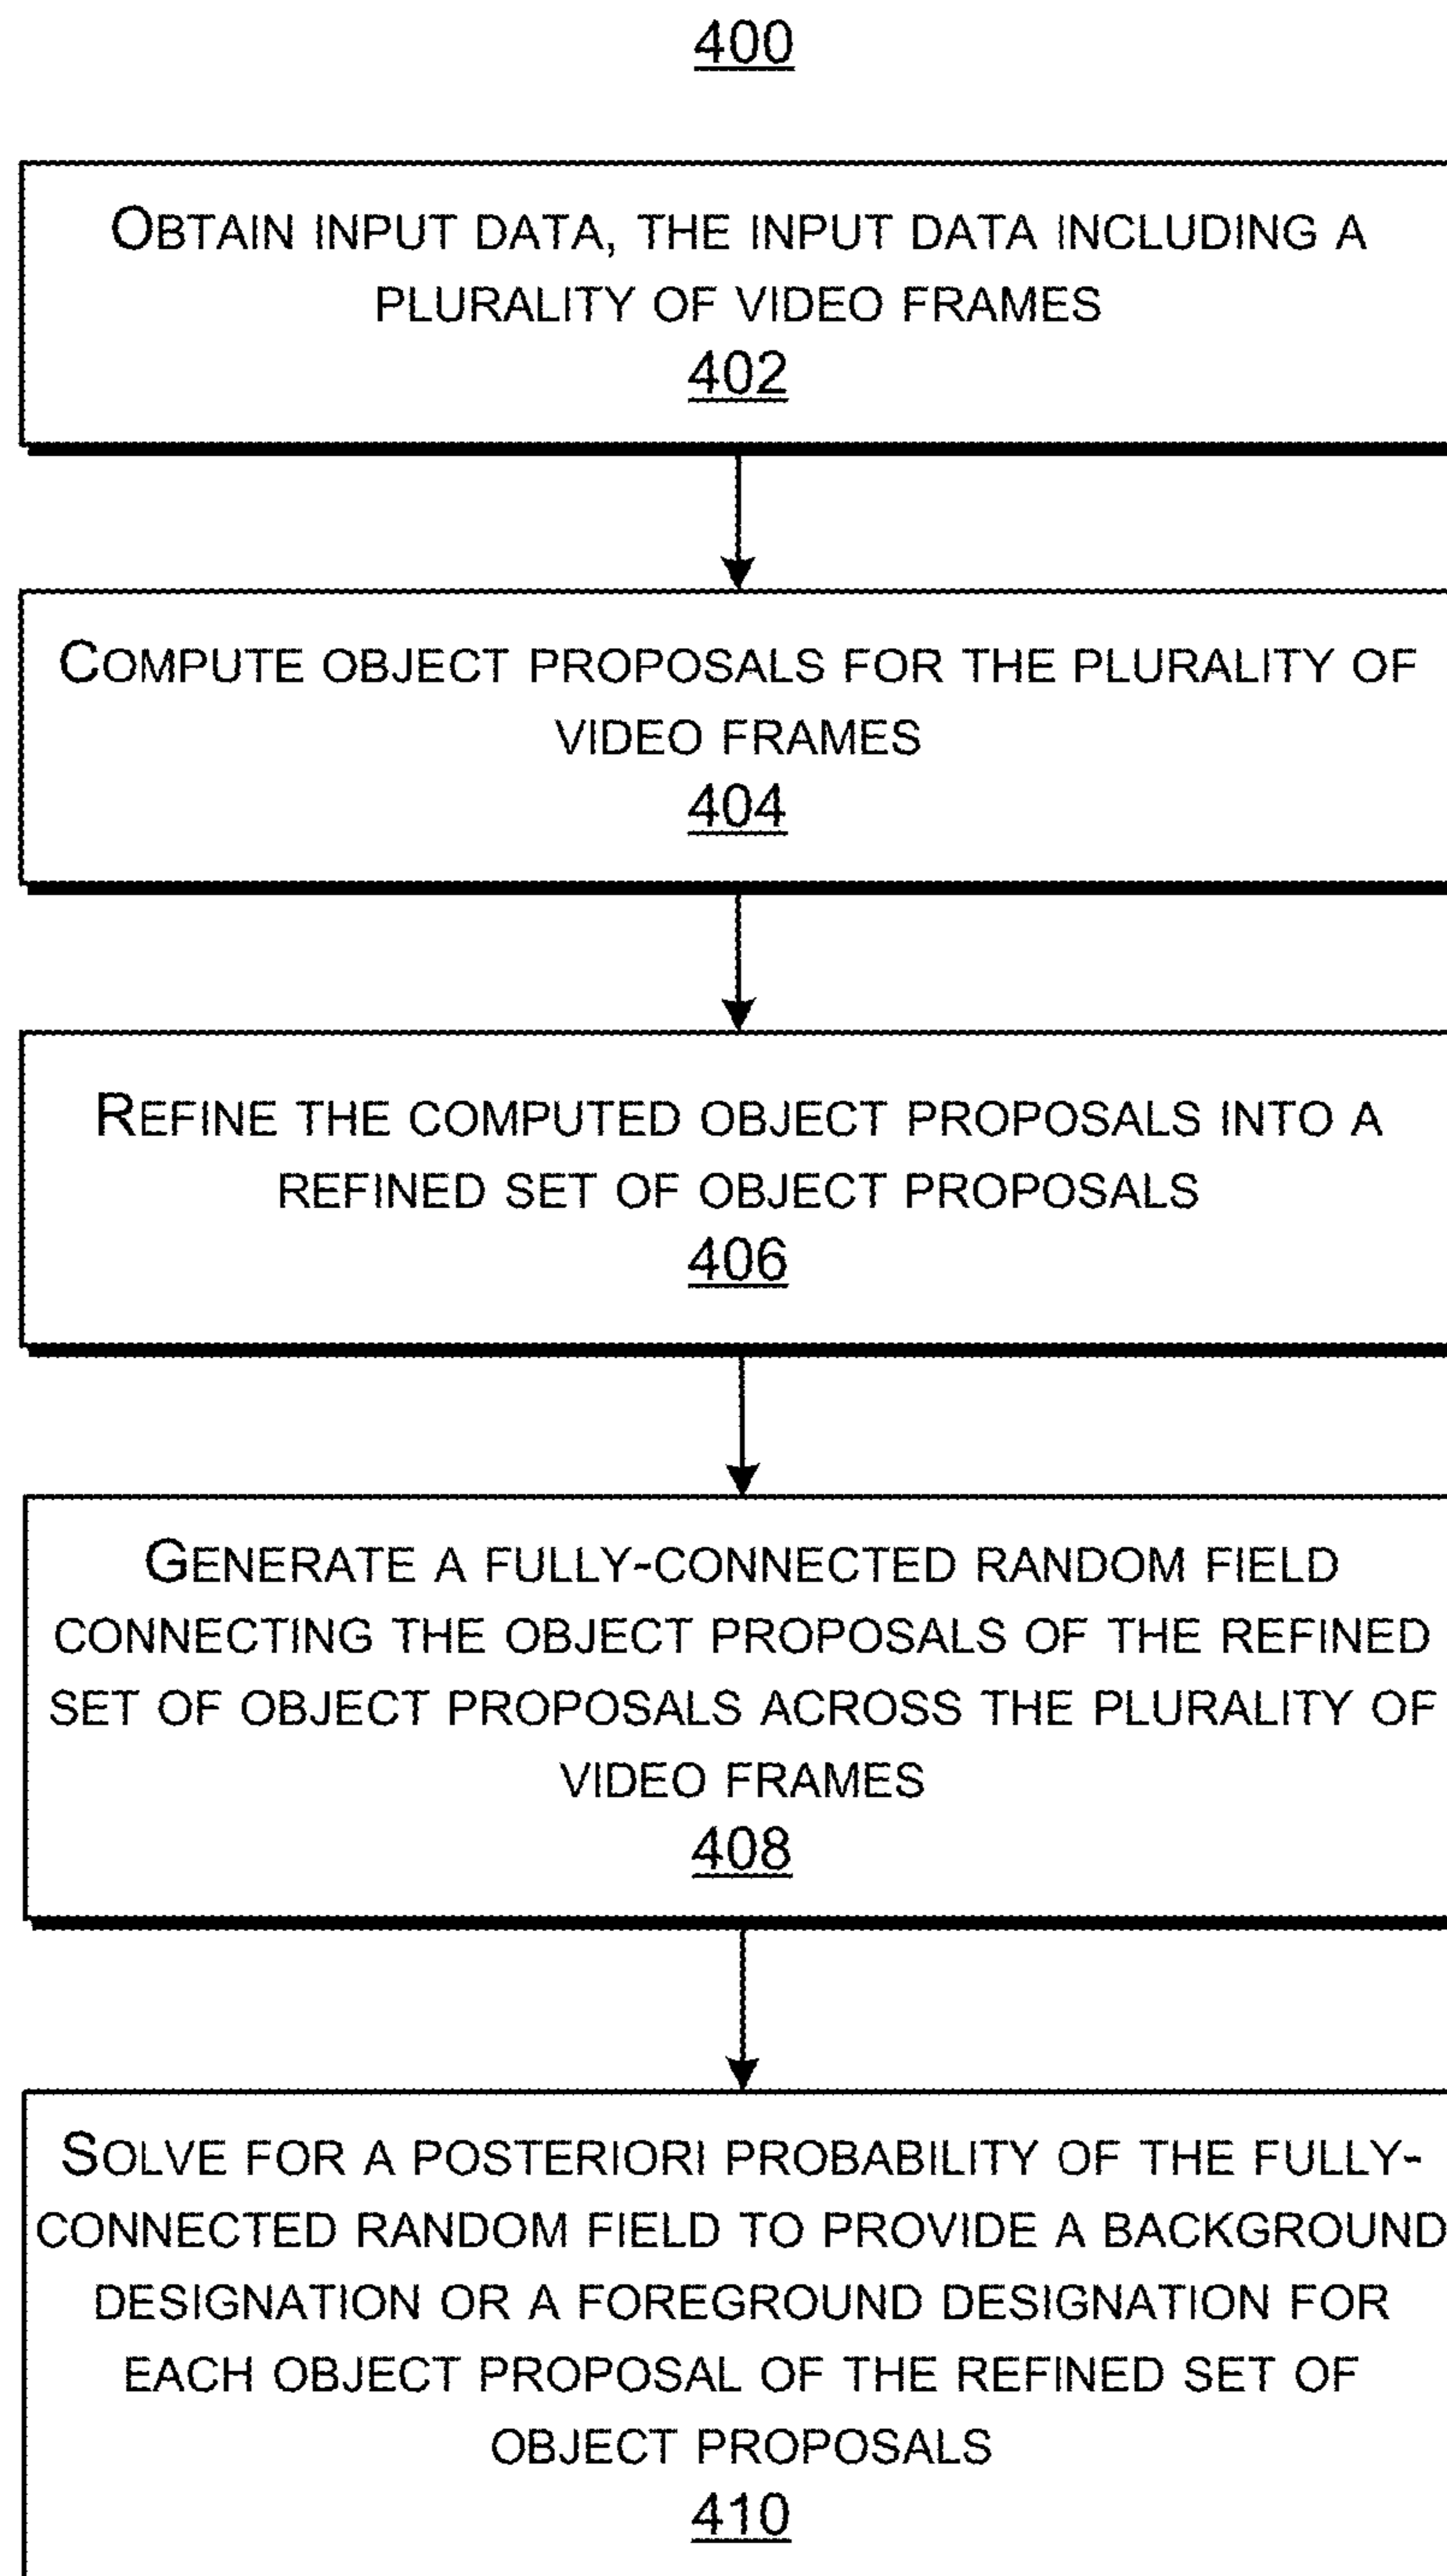 400
OBTAIN INPUT DATA, THE INPUT DATA INCLUDING A
PLURALITY OF VIDEO FRAMES
402
COMPUTE OBJECT PROPOSALS FOR THE PLURALITY OF
VIDEO FRAMES
404
REFINE THE COMPUTED OBJECT PROPOSALS INTO A
REFINED SET OF OBJECT PROPOSALS
406
GENERATE A FULLY-CONNECTED RANDOM FIELD
CONNECTING THE OBJECT PROPOSALS OF THE REFINED
SET OF OBJECT PROPOSALS ACROSS THE PLURALITY OF
VIDEO FRAMES
408
SOLVE FOR A POSTERIORI PROBABILITY OF THE FULLY-
CONNECTED RANDOM FIELD TO PROVIDE A BACKGROUND
DESIGNATION OR A FOREGROUND DESIGNATION FOR
EACH OBJECT PROPOSAL OF THE REFINED SET OF
OBJECT PROPOSALS
410